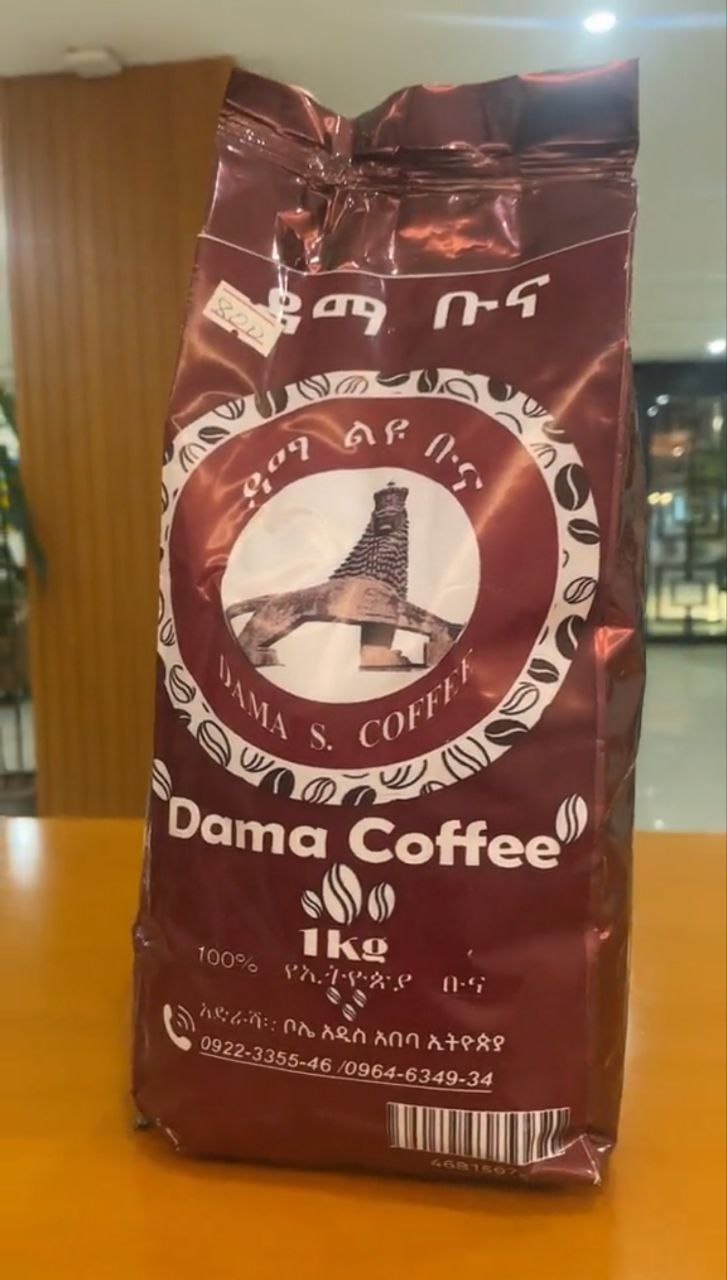 ዳማ ቡና
800
ዳማ ልዩ ቡና
DAMA S. COFFEE
Dama Coffee
1kg
100% የኢትዮጵያ ቡና
አድራሻ፡ ቦሌ አዲስ አበባ ኢትዮጵያ
0922-3355-46 /0964-6349-34